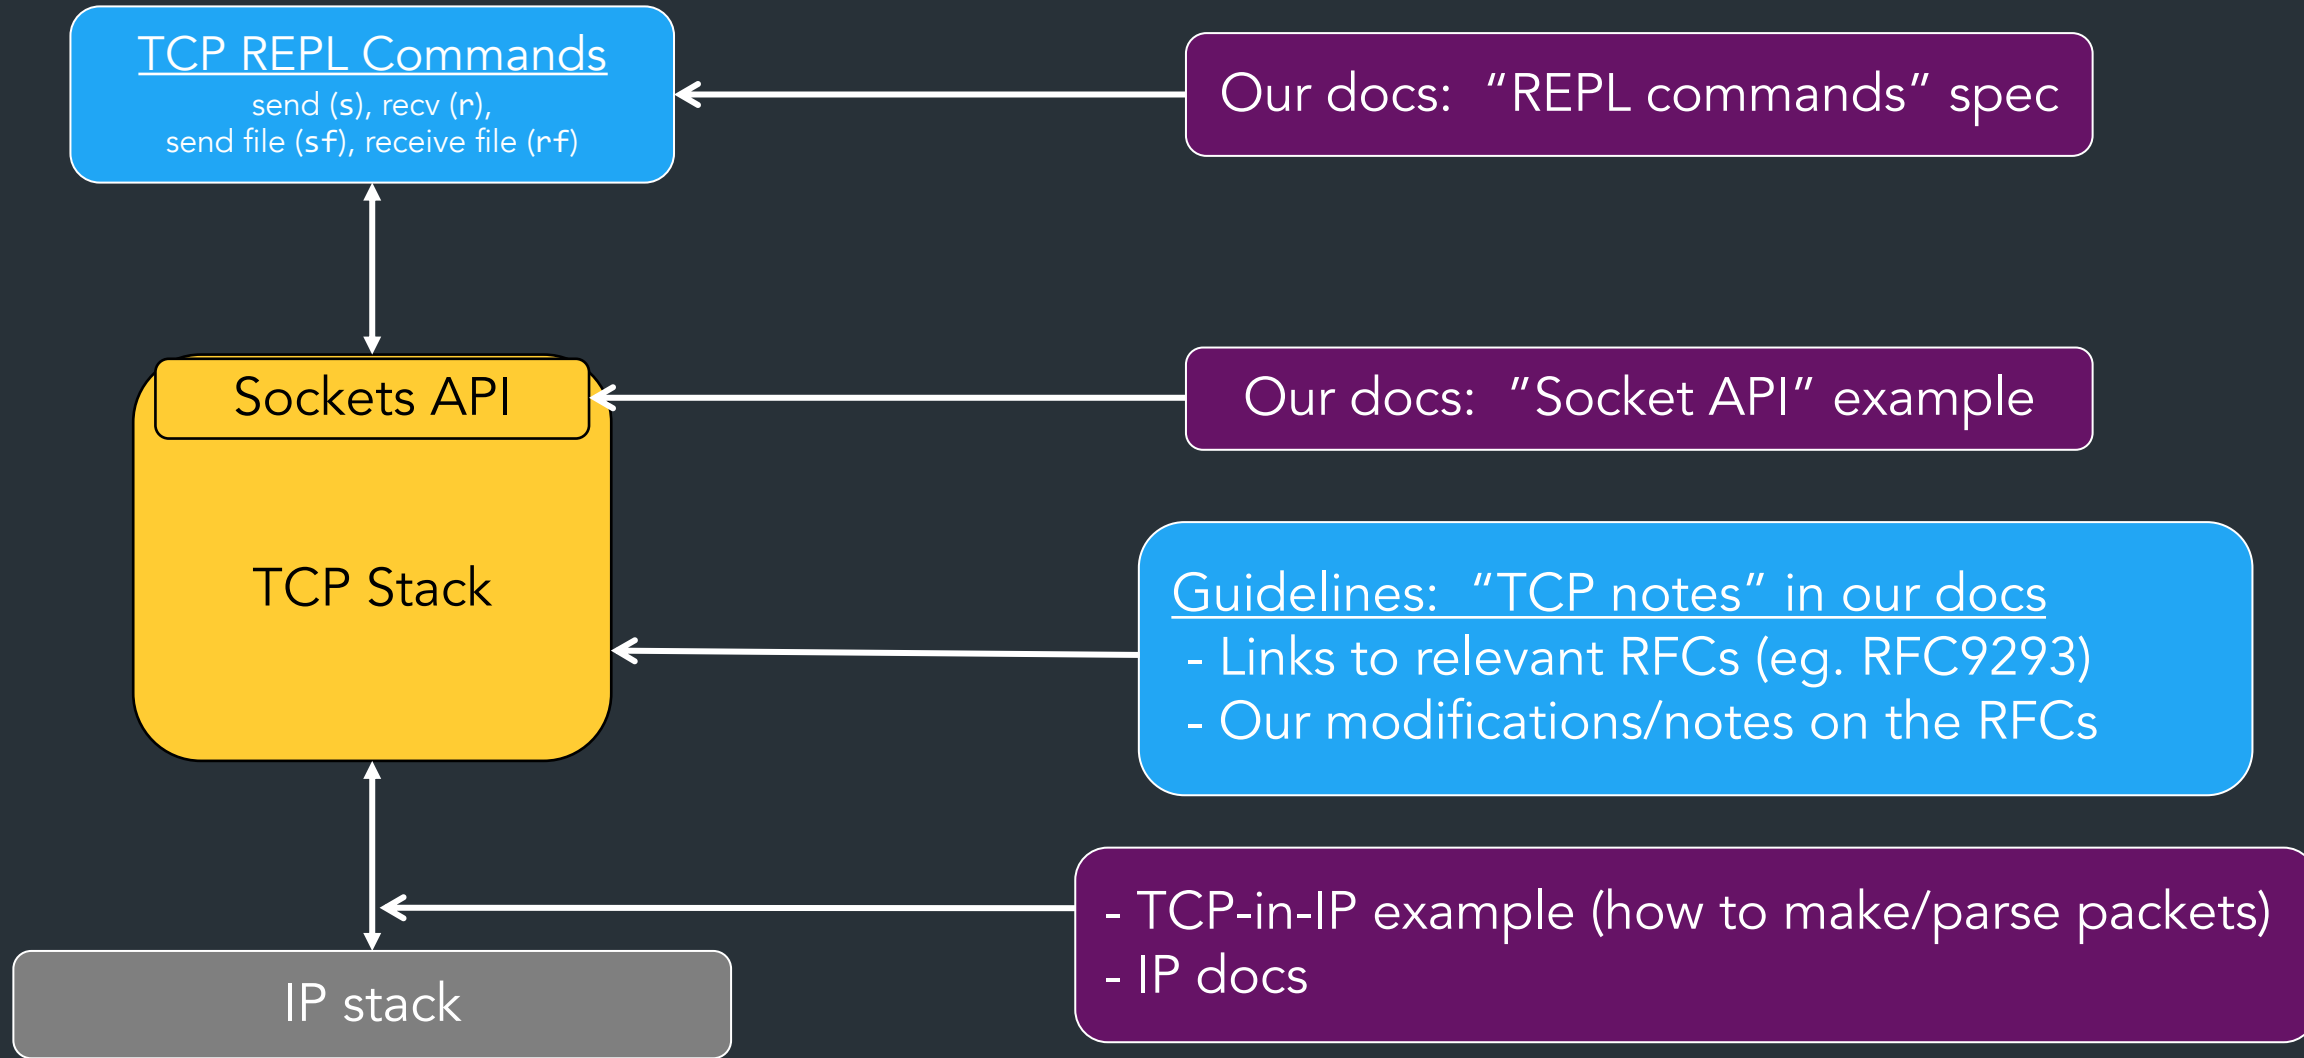 TCP REPL Commands
send (s), recv (r),
send file (sf), receive file (rf)
Our docs: “REPL commands” spec
Sockets API
Our docs: “Socket API” example
TCP Stack
Guidelines: “TCP notes” in our docs
- Links to relevant RFCs (eg. RFC9293)
- Our modifications/notes on the RFCs
- TCP-in-IP example (how to make/parse packets)
- IP docs
IP stack